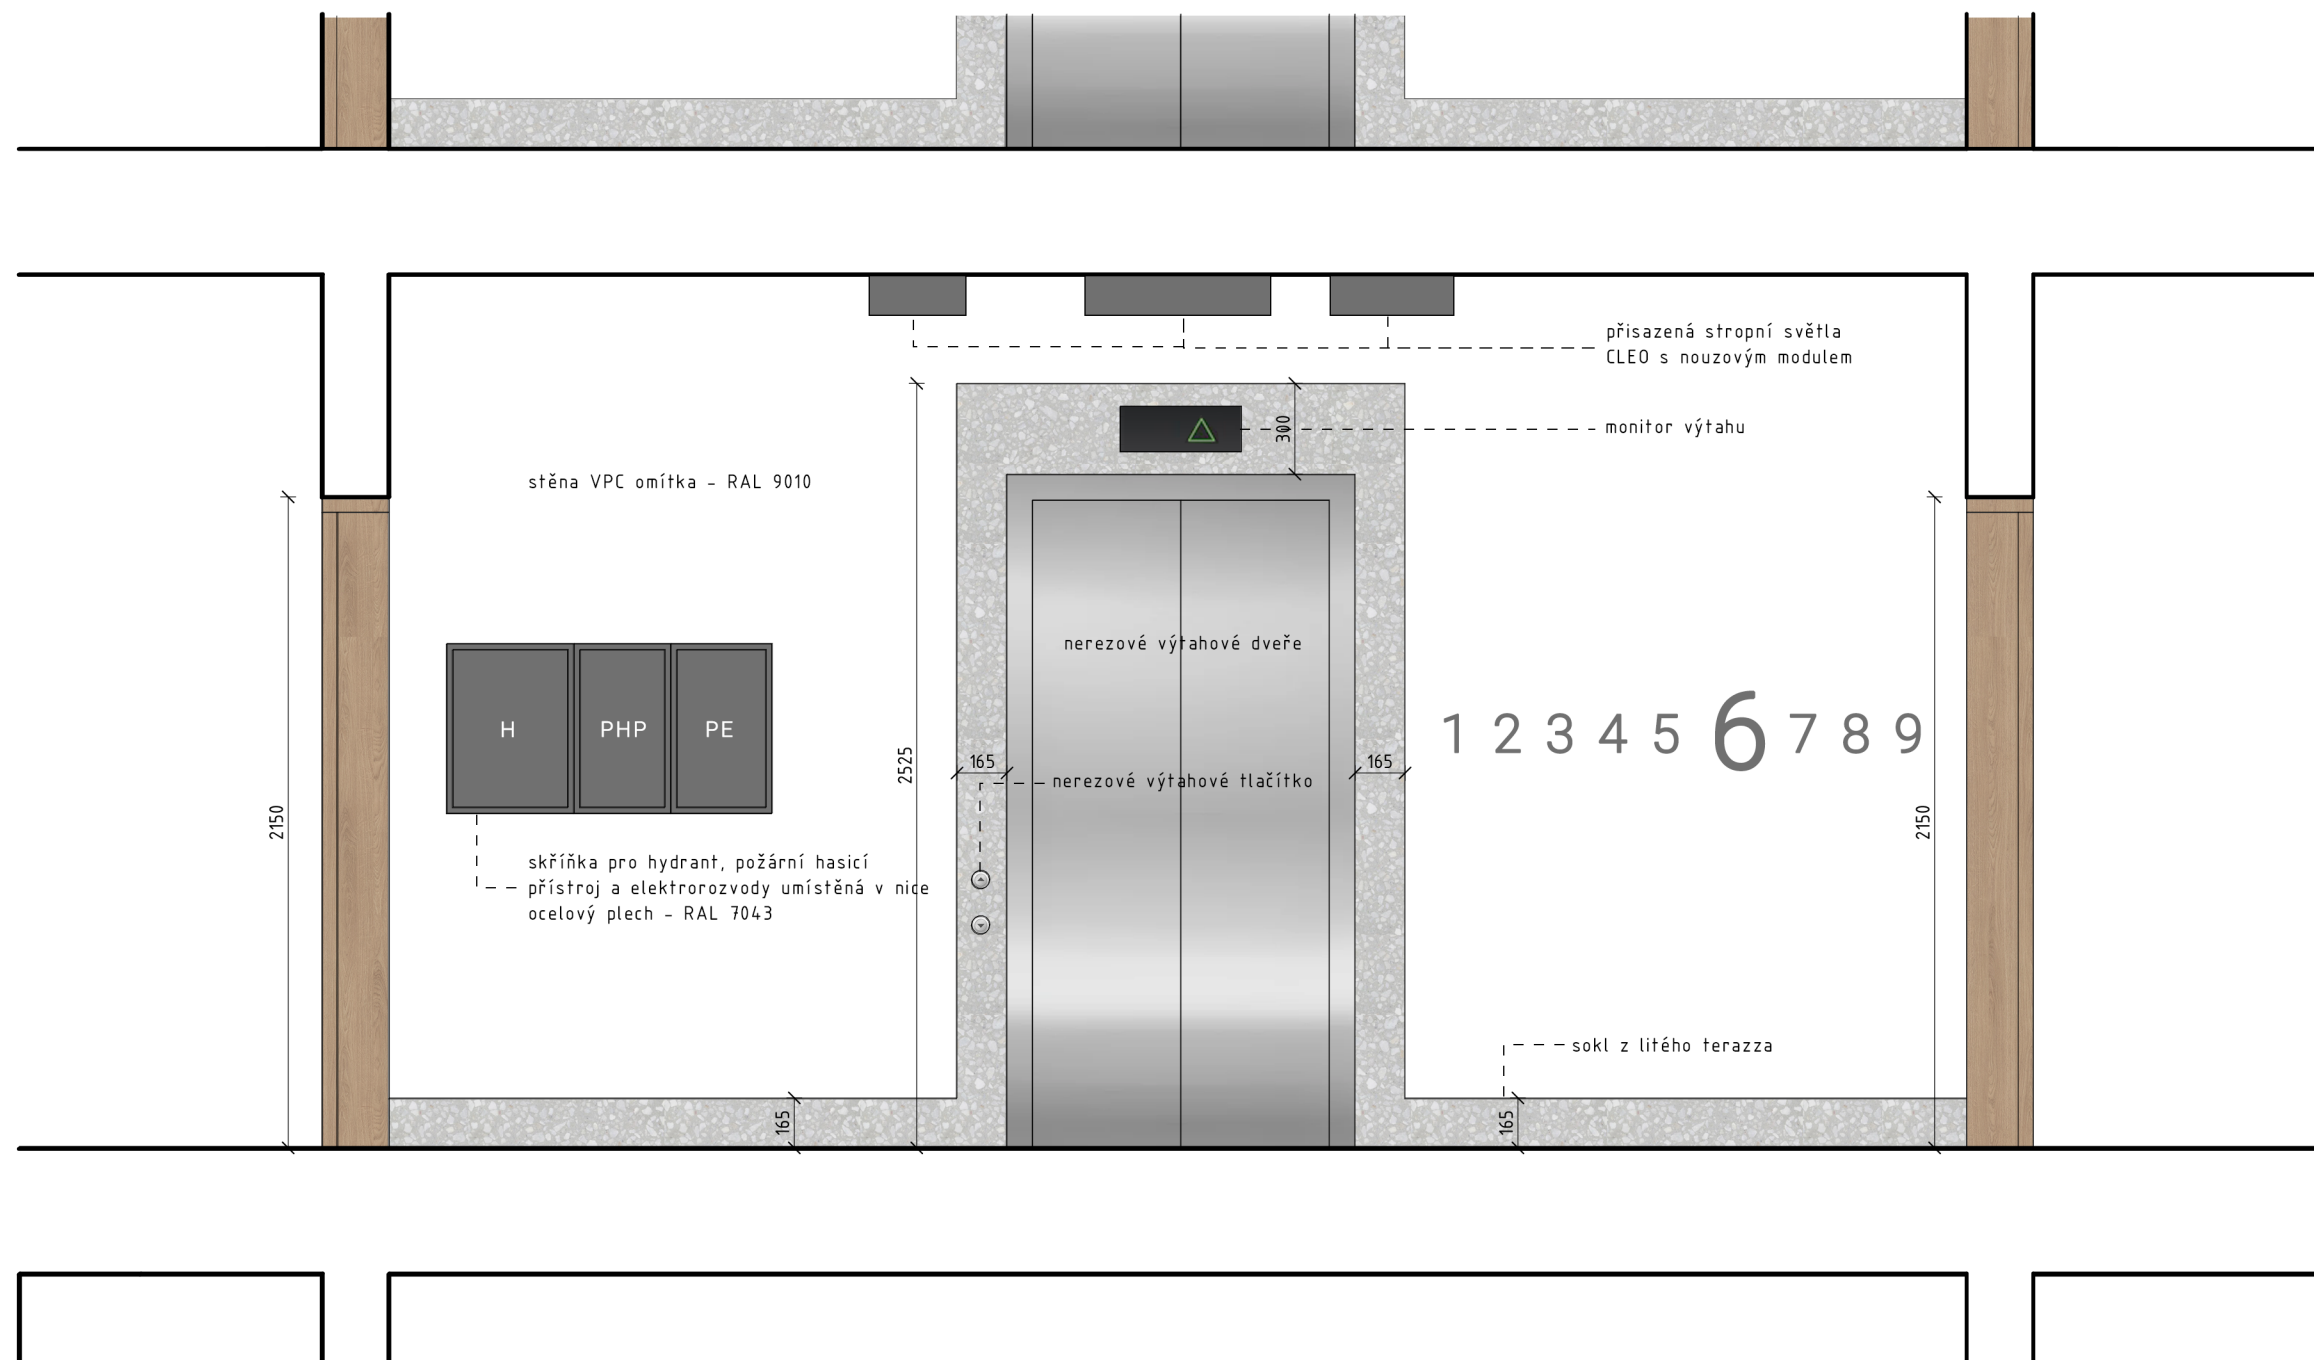 přisazená stropní světla
CLEO s nouzovým modulem
300
monitor výtahu
stěna VPC omítka - RAL 9010
nerezové výtahové dveře
H PHP PE
1 2 3 4 5 6 7 8 9
2525
165
165
nerezové výtahové tlačítko
2150
2150
skříňka pro hydrant, požární hasicí
přístroj a elektrorozvody umístěná v nice
ocelový plech - RAL 7043
sokl z litého terazza
165
165